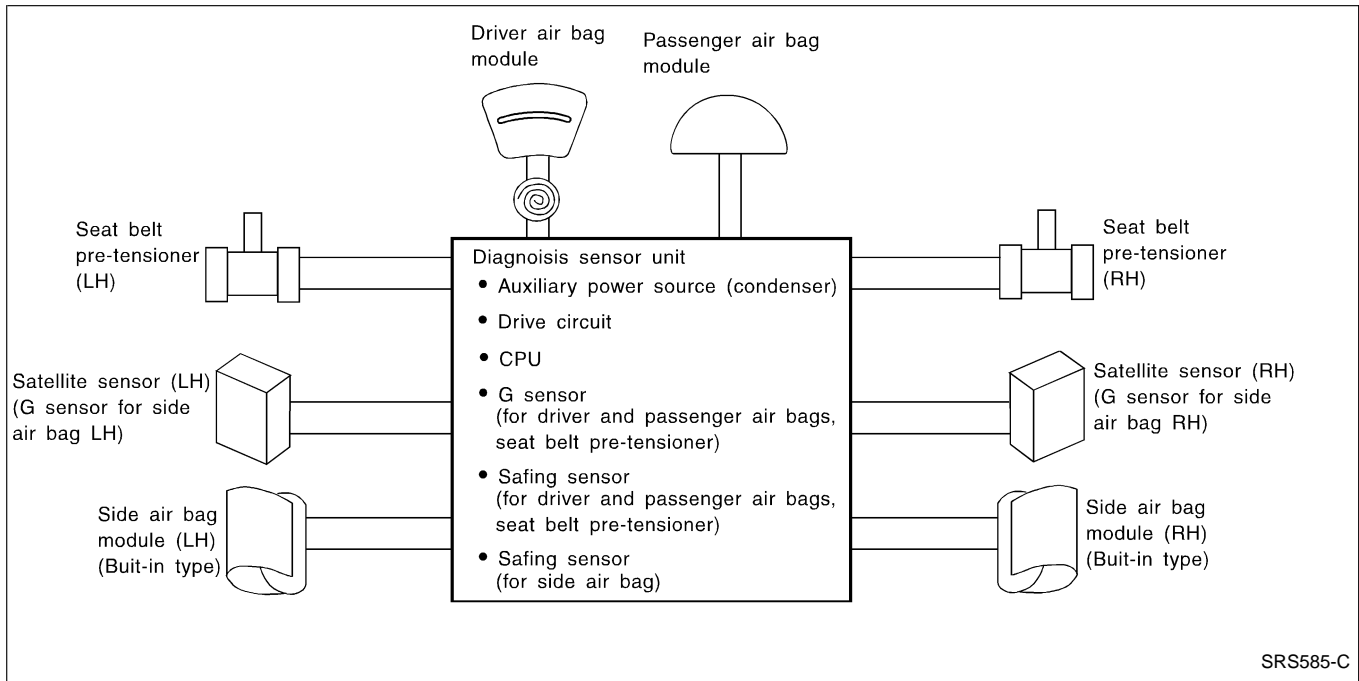 Driver air bag
module
Passenger air bag
module
Seat belt
pre-tensioner
(LH)
Seat belt
pre-tensioner
(RH)
Diagnoisis sensor unit
• Auxiliary power source (condenser)
• Drive circuit
• CPU
• G sensor
(for driver and passenger air bags,
seat belt pre-tensioner)
• Safing sensor
(for driver and passenger air bags,
seat belt pre-tensioner)
• Safing sensor
(for side air bag)
Satellite sensor (LH)
(G sensor for side
air bag LH)
Satellite sensor (RH)
(G sensor for side
air bag RH)
Side air bag
module (LH)
(Buit-in type)
Side air bag
module (RH)
(Buit-in type)
SRS585-C